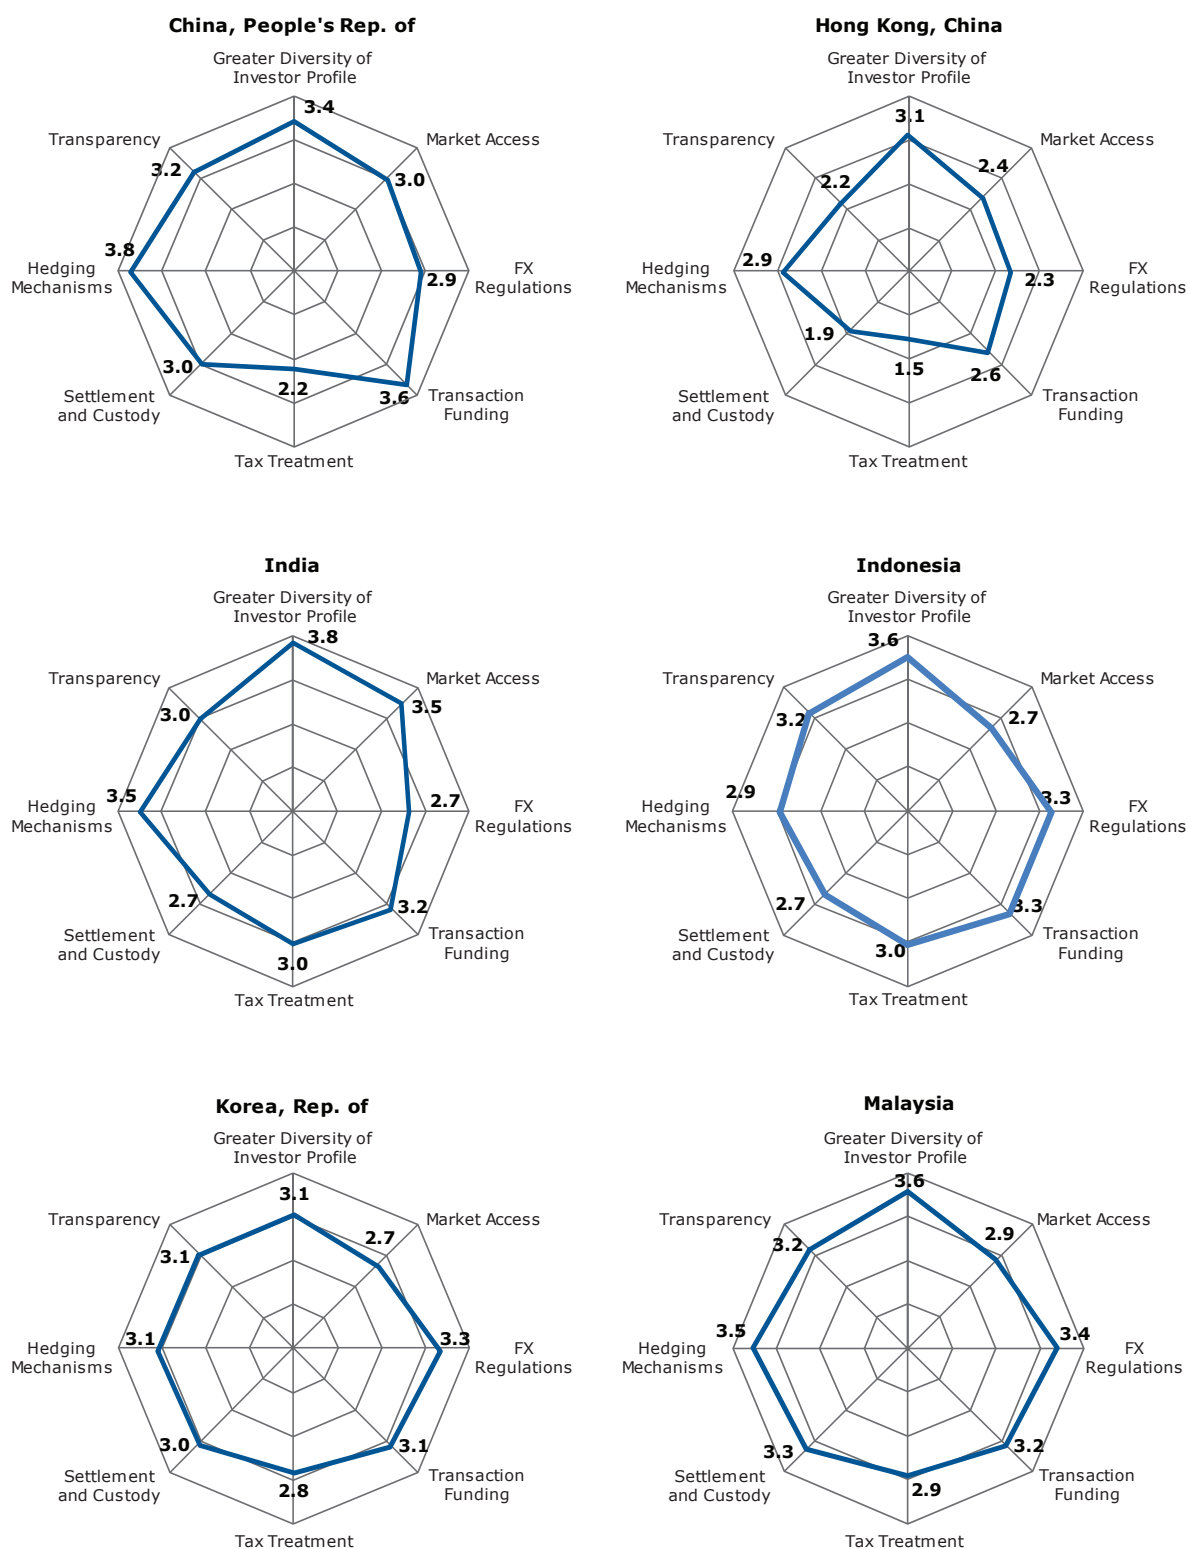 China, People's Rep. of
Greater Diversity of
Investor Profile
3.4
Transparency
Market Access
3.2
3.0
3.8
Hedging
Mechanisms
FX
Regulations
2.9
3.0
2.2
3.6
Settlement
and Custody
Transaction
Funding
Tax Treatment
Hong Kong, China
Greater Diversity of
Investor Profile
3.1
Transparency
Market Access
2.2
2.4
2.9
Hedging
Mechanisms
FX
Regulations
2.3
1.9
1.5
2.6
Settlement
and Custody
Transaction
Funding
Tax Treatment
India
Greater Diversity of
Investor Profile
3.8
Transparency
Market Access
3.0
3.5
3.5
2.7
Hedging
Mechanisms
FX
Regulations
2.7
3.2
Settlement
and Custody
Transaction
Funding
3.0
Tax Treatment
Indonesia
Greater Diversity of
Investor Profile
3.6
Transparency
Market Access
3.2
2.7
2.9
3.3
Hedging
Mechanisms
FX
Regulations
2.7
3.3
Settlement
and Custody
Transaction
Funding
3.0
Tax Treatment
Korea, Rep. of
Greater Diversity of
Investor Profile
3.1
Transparency
Market Access
3.1
2.7
3.1
3.3
Hedging
Mechanisms
FX
Regulations
3.0
3.1
Settlement
and Custody
Transaction
Funding
2.8
Tax Treatment
Malaysia
Greater Diversity of
Investor Profile
3.6
Transparency
Market Access
3.2
2.9
3.5
3.4
Hedging
Mechanisms
FX
Regulations
3.3
3.2
Settlement
and Custody
Transaction
Funding
2.9
Tax Treatment